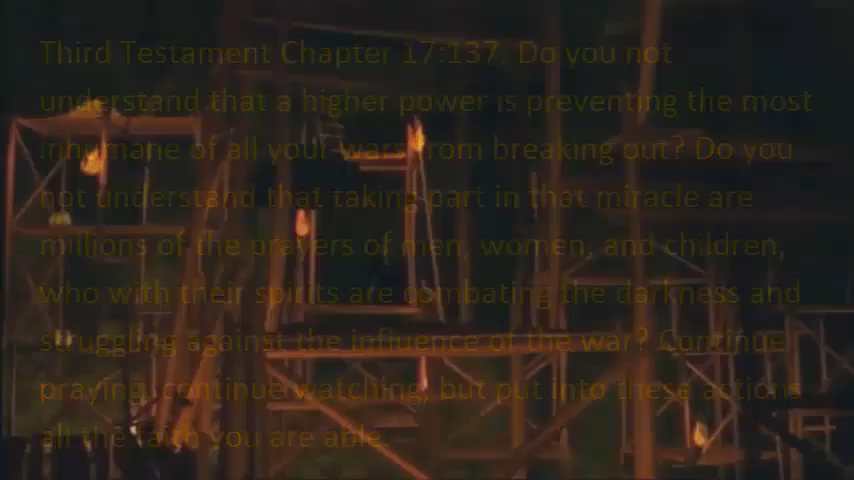 Third Testament Chapter 17:137. Do you not
understand that a higher power is preventing the most
inhumane of all your wars from breaking out? Do you
not understand that taking part in that miracle are
millions of the prayers of men, women, and children,
who with their spirits are combating the darkness and
struggling against the influence of the war? Continue
praying, continue watching, but put into these actions
all the faith you are able.